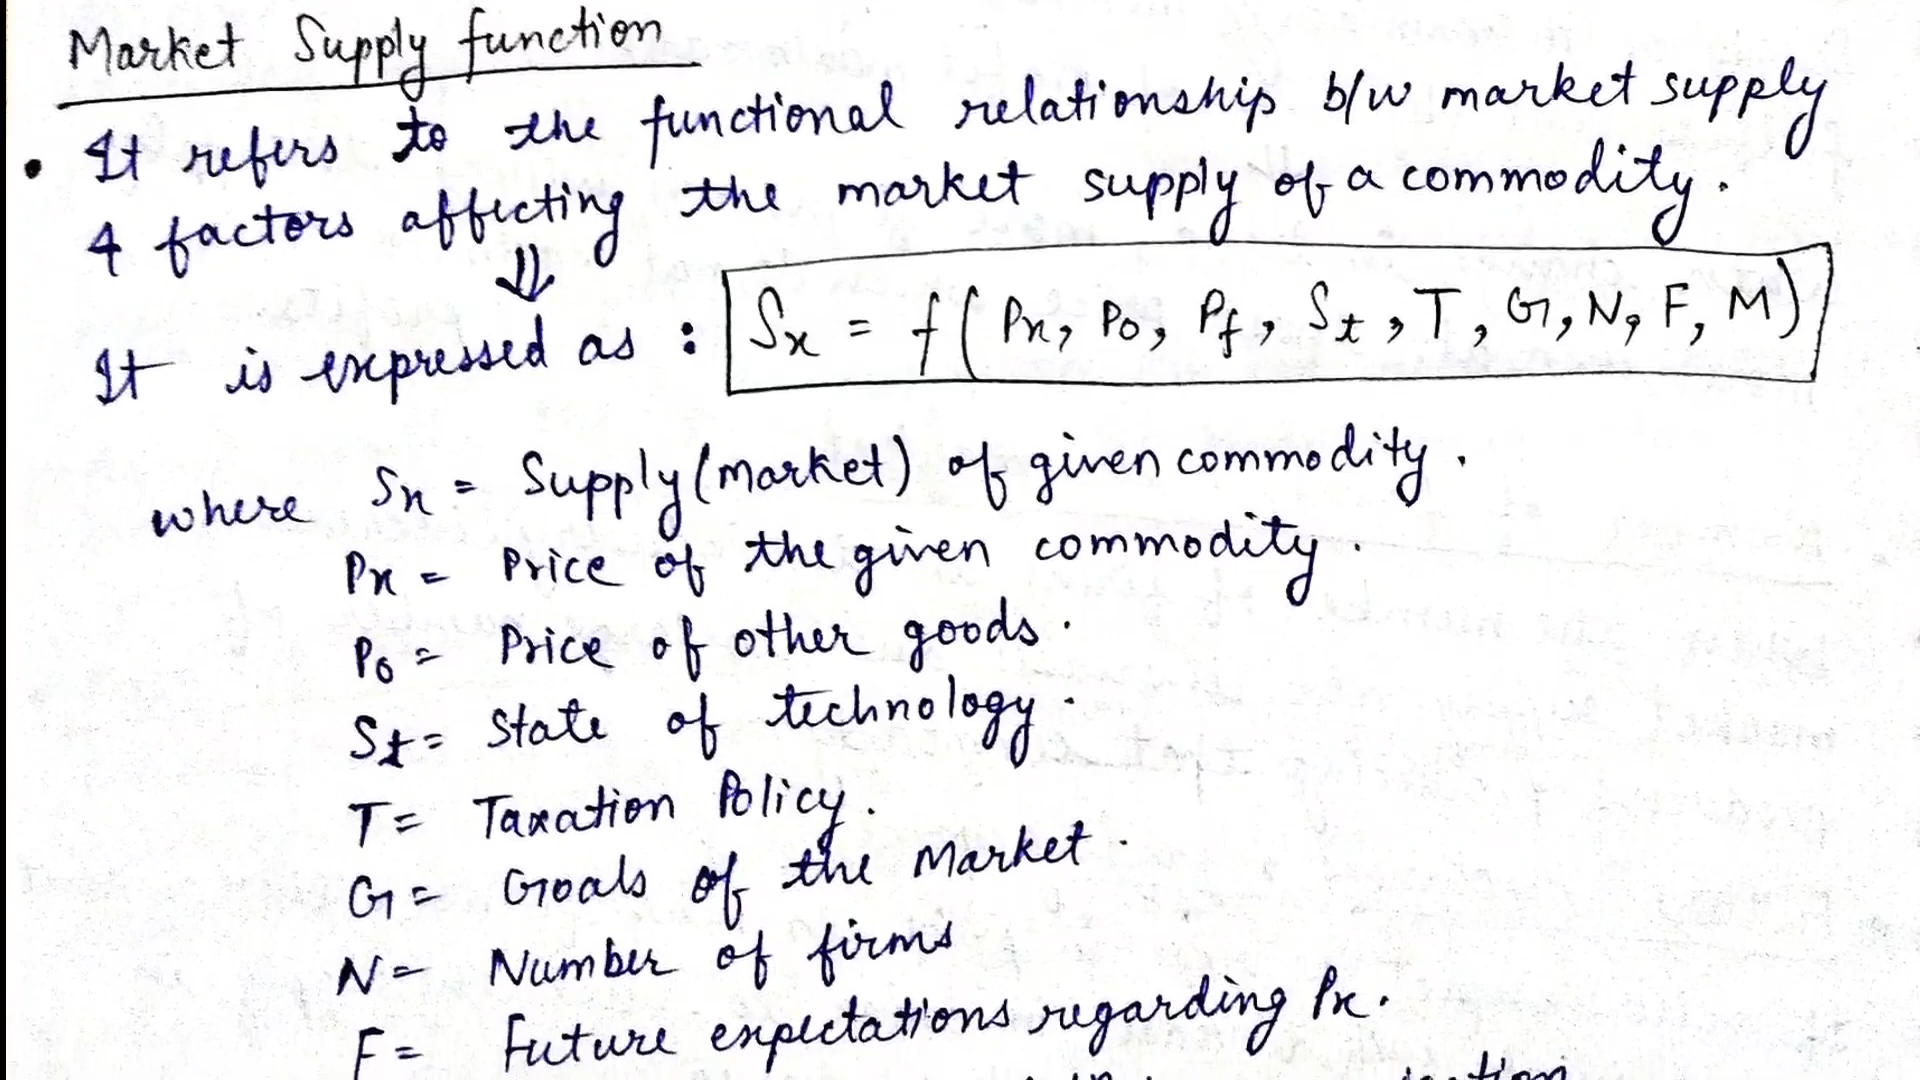 Market Supply function
• It refers to the functional relationship b/w market supply
& factors affecting the market supply of a commodity.
⇓
It is expressed as : Sx = f(Px, Po, Pf, St, T, G, N, F, M)
where Sx = Supply(market) of given commodity.
Px = Price of the given commodity.
Po = Price of other goods.
St = State of technology.
T = Taxation Policy.
G = Goals of the Market.
N = Number of firms
F = Future expectations regarding Px.